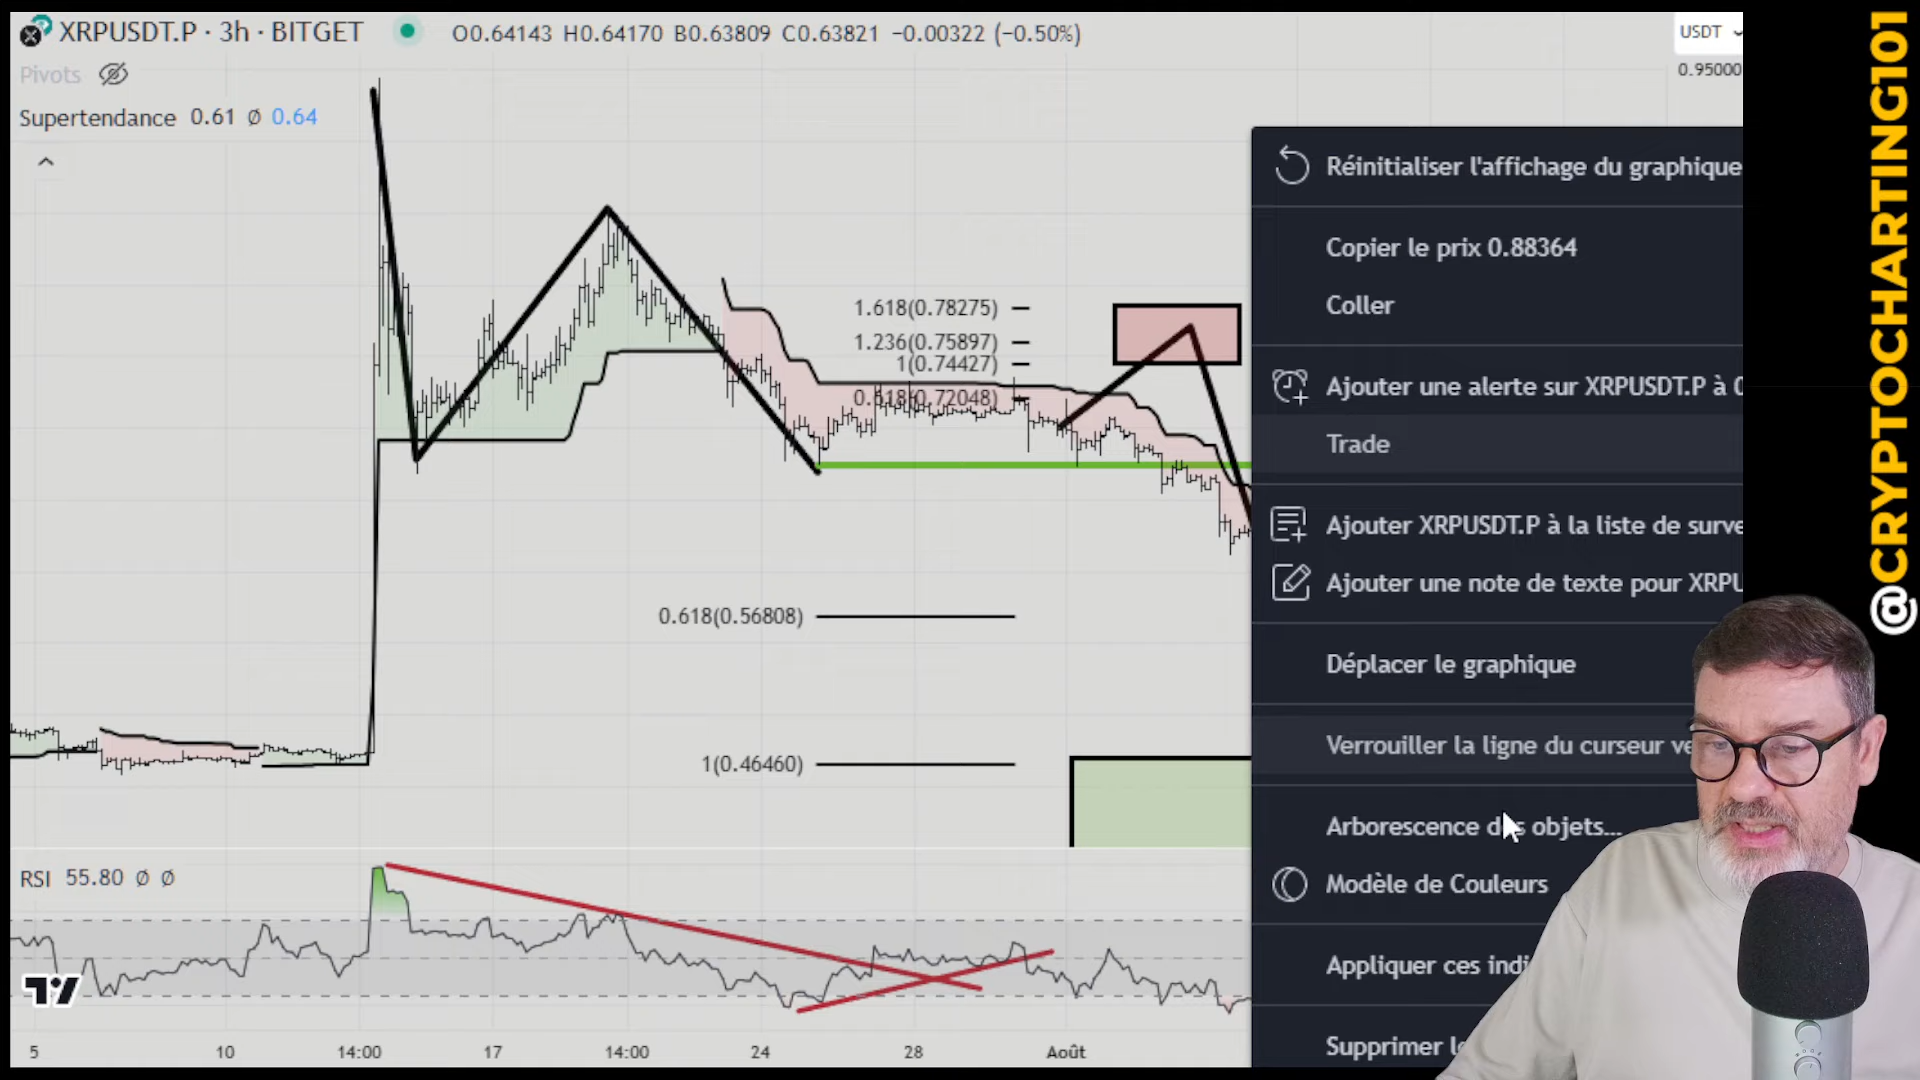 XRPUSDT.P · 3h · BITGET
O0.64143 H0.64170 B0.63809 C0.63821 −0.00322 (−0.50%)
USDT
Pivots
0.95000
Supertendance 0.61 Ø 0.64
Réinitialiser l'affichage du graphique
Copier le prix 0.88364
Coller
Ajouter une alerte sur XRPUSDT.P à 0
Trade
Ajouter XRPUSDT.P à la liste de surve
Ajouter une note de texte pour XRPU
Déplacer le graphique
Verrouiller la ligne du curseur ve
Arborescence des objets...
Modèle de Couleurs
Appliquer ces indi
Supprimer l
1.618(0.78275)
1.236(0.75897)
1(0.74427)
0.618(0.72048)
0.618(0.56808)
1(0.46460)
RSI 55.80 Ø Ø
5 10 14:00 17 14:00 24 28 Août
@CRYPTOCHARTING101